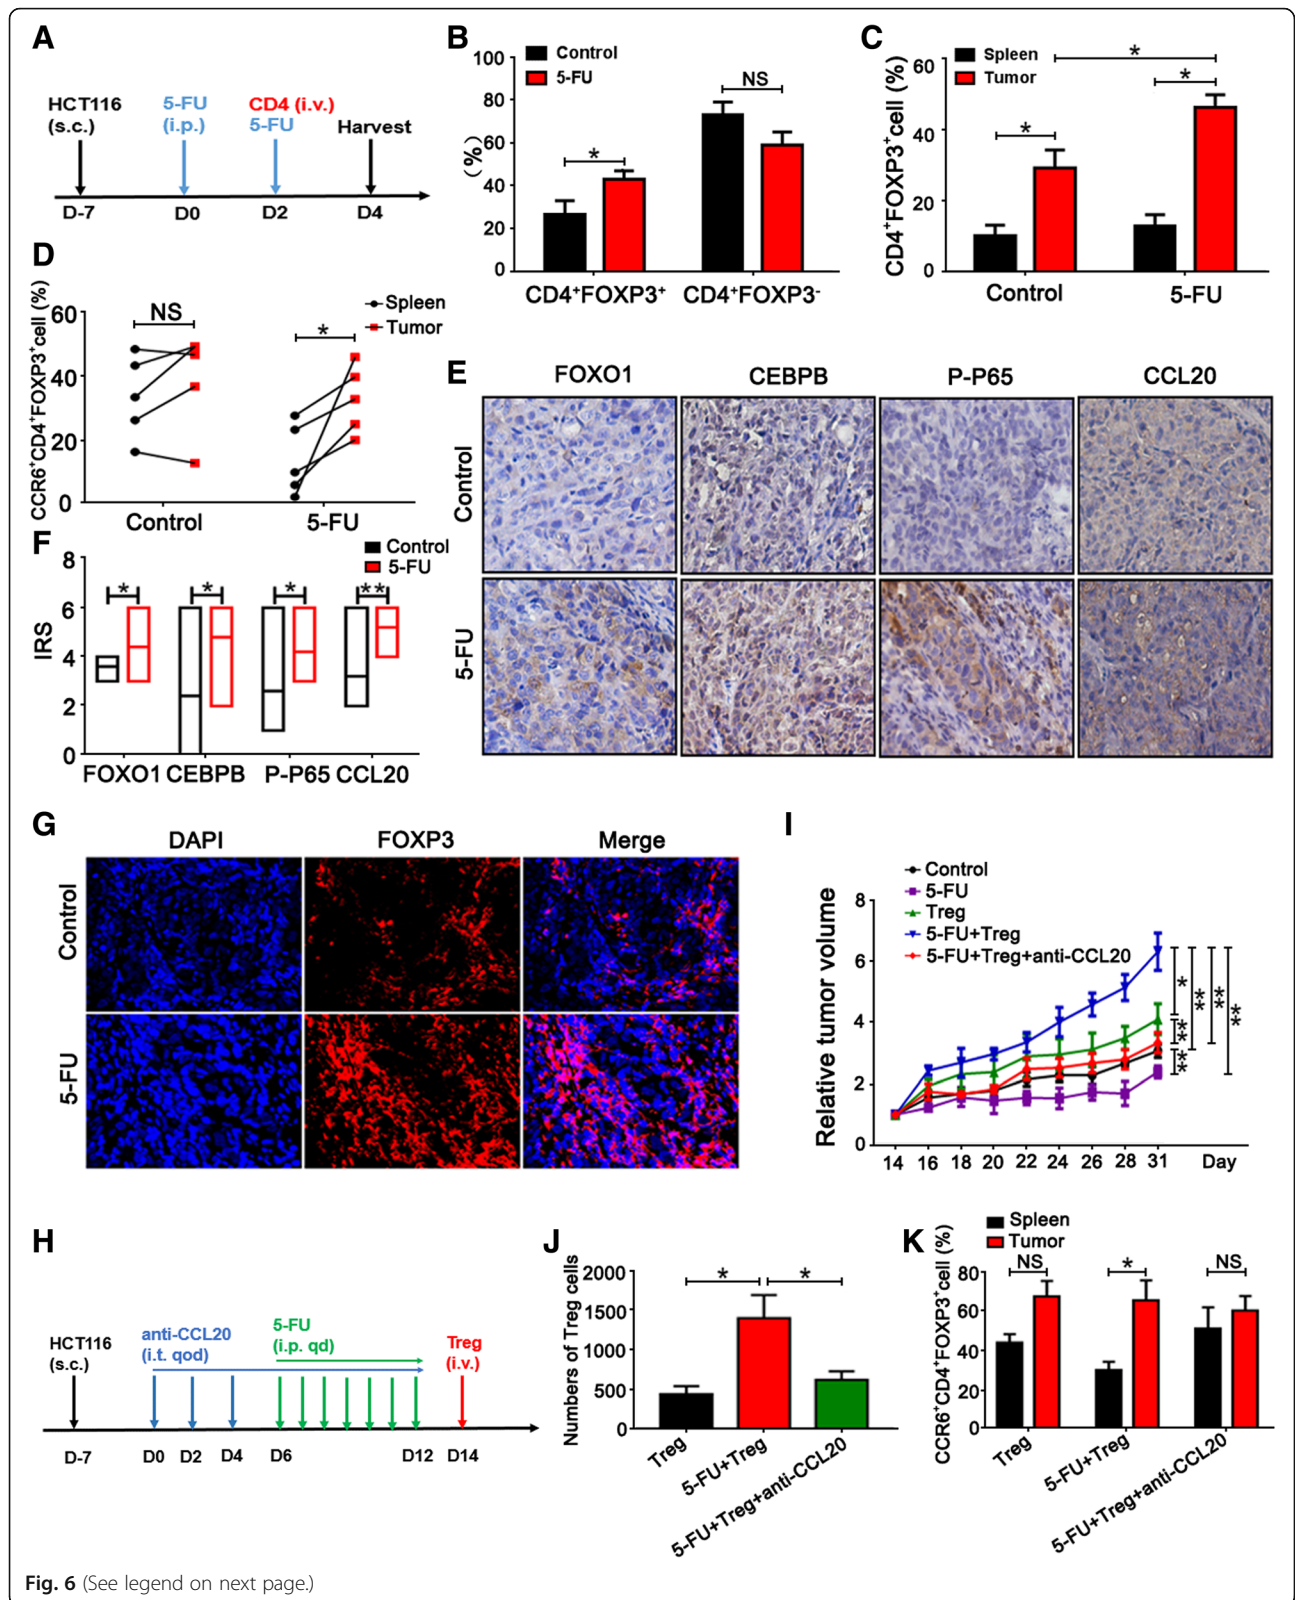 A
HCT116
(s.c.)
5-FU
(i.p.)
CD4 (i.v.)
5-FU
Harvest
D-7
D0
D2
D4
B
Control
5-FU
(%)
100
80
60
40
20
0
*
NS
CD4+FOXP3+
CD4+FOXP3-
C
Spleen
Tumor
CD4+FOXP3+cell (%)
60
40
20
0
*
*
*
Control
5-FU
D
CCR6+CD4+FOXP3+cell (%)
60
40
20
0
NS
*
Spleen
Tumor
Control
5-FU
E
FOXO1
CEBPB
P-P65
CCL20
Control
5-FU
F
Control
5-FU
IRS
8
6
4
2
0
*
*
*
**
FOXO1
CEBPB
P-P65
CCL20
G
DAPI
FOXP3
Merge
Control
5-FU
I
Control
5-FU
Treg
5-FU+Treg
5-FU+Treg+anti-CCL20
Relative tumor volume
8
6
4
2
0
14
16
18
20
22
24
26
28
31
Day
*
**
**
**
**
**
H
HCT116
(s.c.)
anti-CCL20
(i.t. qod)
5-FU
(i.p. qd)
Treg
(i.v.)
D-7
D0
D2
D4
D6
D12
D14
J
Numbers of Treg cells
2000
1500
1000
500
0
*
*
Treg
5-FU+Treg
5-FU+Treg+anti-CCL20
K
Spleen
Tumor
CCR6+CD4+FOXP3+cell (%)
80
60
40
20
0
NS
*
NS
Treg
5-FU+Treg
5-FU+Treg+anti-CCL20
Fig. 6 (See legend on next page.)